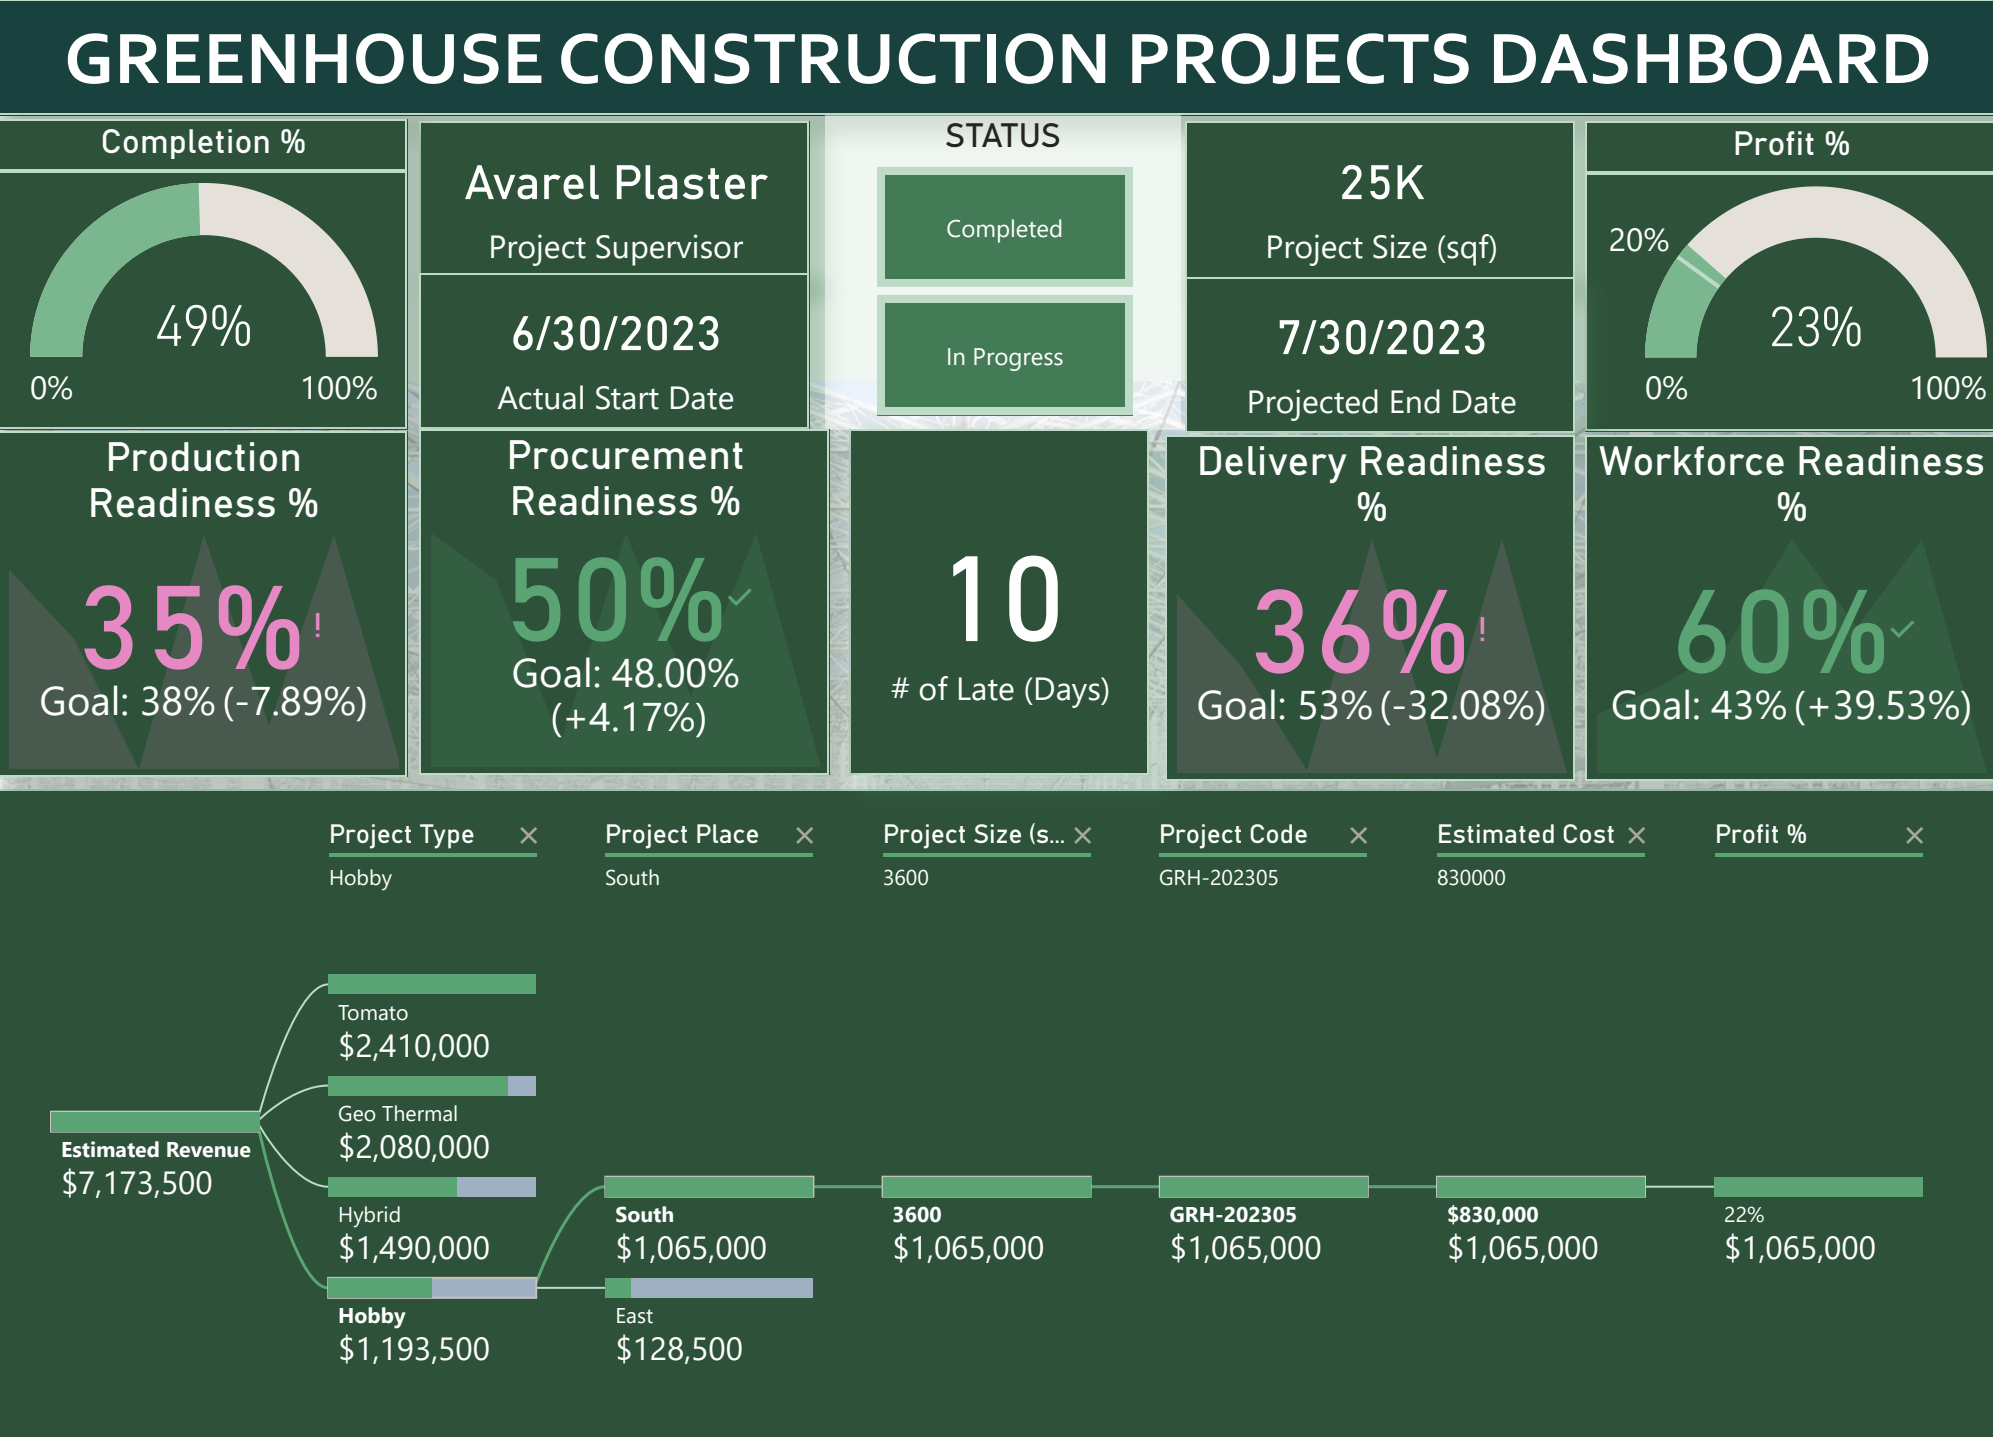 GREENHOUSE CONSTRUCTION PROJECTS DASHBOARD
Completion %
49%
0%
100%
Avarel Plaster
Project Supervisor
6/30/2023
Actual Start Date
STATUS
Completed
In Progress
25K
Project Size (sqf)
7/30/2023
Projected End Date
Profit %
20%
23%
0%
100%
Production
Readiness %
35%!
Goal: 38% (-7.89%)
Procurement
Readiness %
50%✓
Goal: 48.00%
(+4.17%)
10
# of Late (Days)
Delivery Readiness
%
36%!
Goal: 53% (-32.08%)
Workforce Readiness
%
60%✓
Goal: 43% (+39.53%)
Project Type
Hobby
Project Place
South
Project Size (s...
3600
Project Code
GRH-202305
Estimated Cost
830000
Profit %
Estimated Revenue
$7,173,500
Tomato
$2,410,000
Geo Thermal
$2,080,000
Hybrid
$1,490,000
Hobby
$1,193,500
South
$1,065,000
East
$128,500
3600
$1,065,000
GRH-202305
$1,065,000
$830,000
$1,065,000
22%
$1,065,000